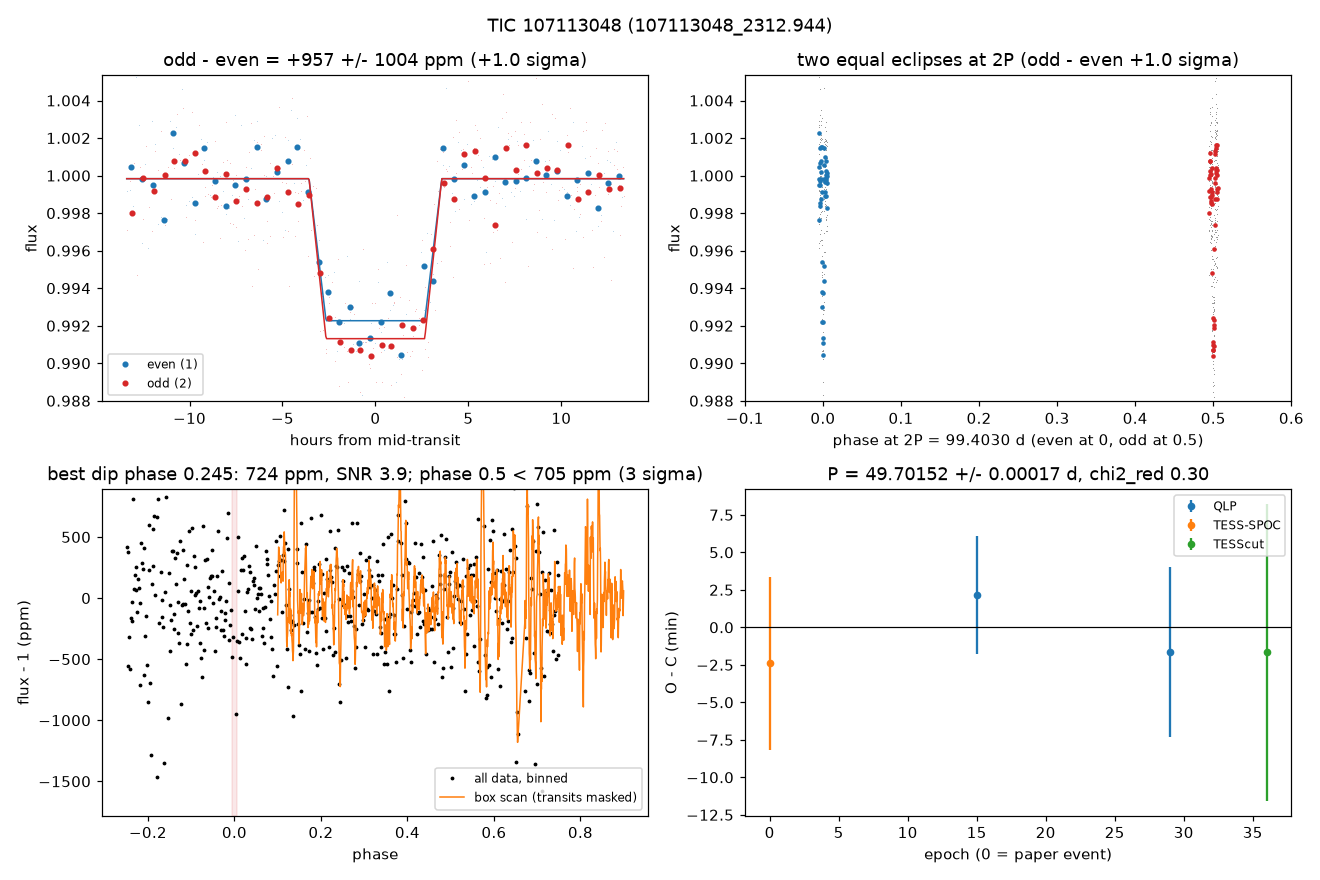 TIC 107113048 (107113048_2312.944)
odd - even = +957 +/- 1004 ppm (+1.0 sigma)
1.004
1.002
1.000
0.998
0.996
0.994
0.992
0.990
0.988
flux
even (1)
odd (2)
−10
−5
0
5
10
hours from mid-transit
two equal eclipses at 2P (odd - even +1.0 sigma)
1.004
1.002
1.000
0.998
0.996
0.994
0.992
0.990
0.988
flux
−0.1
0.0
0.1
0.2
0.3
0.4
0.5
0.6
phase at 2P = 99.4030 d (even at 0, odd at 0.5)
best dip phase 0.245: 724 ppm, SNR 3.9; phase 0.5 < 705 ppm (3 sigma)
500
0
−500
−1000
−1500
flux - 1 (ppm)
all data, binned
box scan (transits masked)
−0.2
0.0
0.2
0.4
0.6
0.8
phase
P = 49.70152 +/- 0.00017 d, chi2_red 0.30
QLP
TESS-SPOC
TESScut
7.5
5.0
2.5
0.0
−2.5
−5.0
−7.5
−10.0
−12.5
O - C (min)
0
5
10
15
20
25
30
35
epoch (0 = paper event)